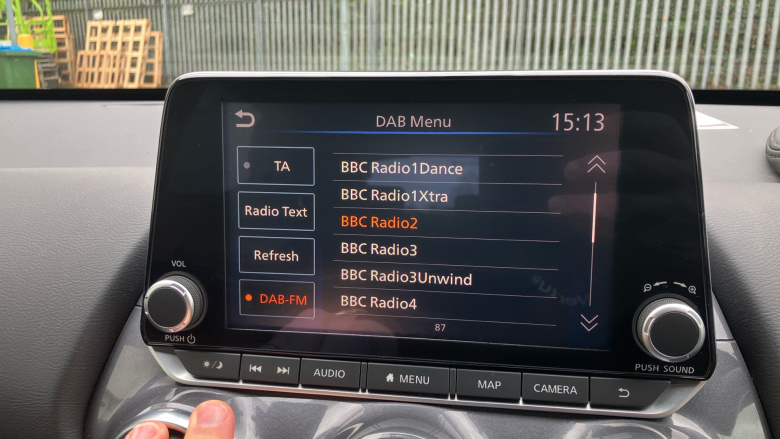 DAB Menu
15:13
TA
Radio Text
Refresh
DAB-FM
BBC Radio1Dance
BBC Radio1Xtra
BBC Radio2
BBC Radio3
BBC Radio3Unwind
BBC Radio4
87
VOL
PUSH
PUSH SOUND
AUDIO
MENU
MAP
CAMERA